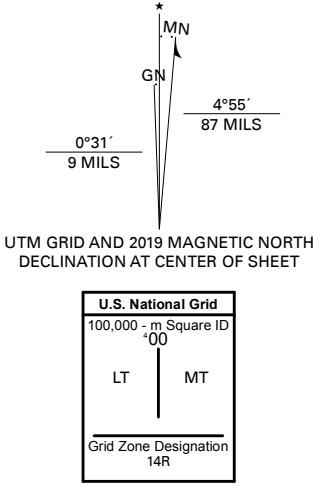 ★
MN
GN
4°55´
87 MILS
0°31´
9 MILS
UTM GRID AND 2019 MAGNETIC NORTH
DECLINATION AT CENTER OF SHEET
U.S. National Grid
100,000 - m Square ID
⁴00
LT MT
Grid Zone Designation
14R